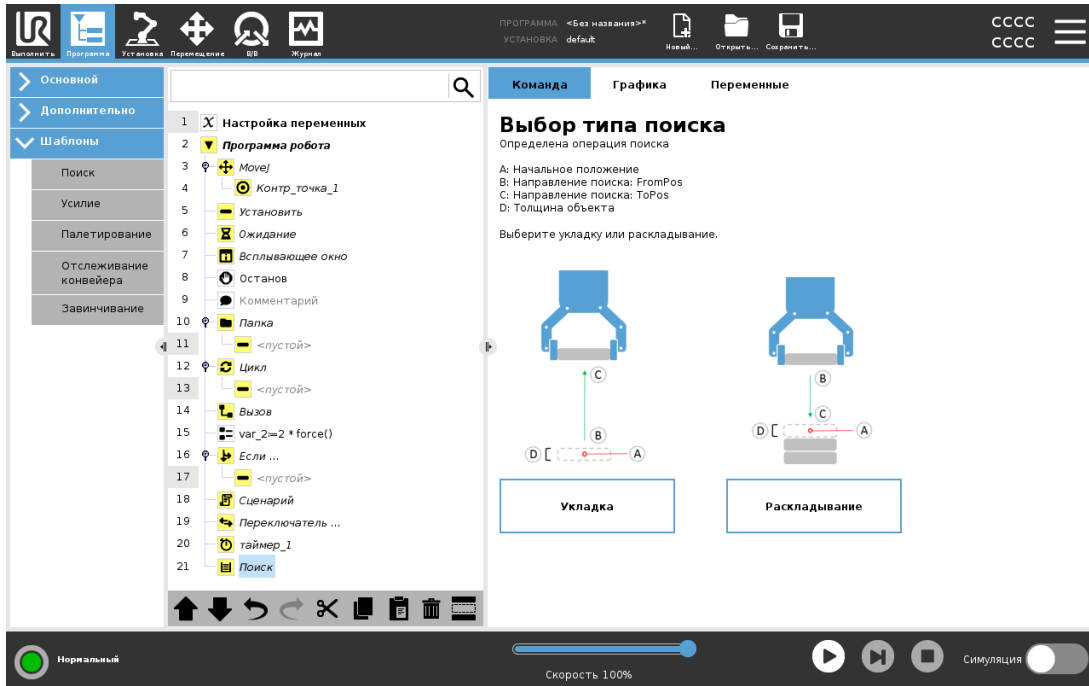 UR
Выполнить
Программа
Установка
Перемещение
В/В
Журнал
ПРОГРАММА <Без названия>*
УСТАНОВКА default
Новый...
Открыть...
Сохранить...
CCCC
CCCC
Основной
Дополнительно
Шаблоны
Поиск
Усилие
Палетирование
Отслеживание
конвейера
Завинчивание
1 X Настройка переменных
2 Программа робота
3 MoveJ
4 Контр_точка_1
5 Установить
6 Ожидание
7 Всплывающее окно
8 Останов
9 Комментарий
10 Папка
11 <пустой>
12 Цикл
13 <пустой>
14 Вызов
15 var_2≔2 * force()
16 Если ...
17 <пустой>
18 Сценарий
19 Переключатель ...
20 таймер_1
21 Поиск
Команда
Графика
Переменные
Выбор типа поиска
Определена операция поиска
A: Начальное положение
B: Направление поиска: FromPos
C: Направление поиска: ToPos
D: Толщина объекта
Выберите укладку или раскладывание.
C
B
D
A
B
C
D
A
Укладка
Раскладывание
Нормальный
Скорость 100%
Симуляция